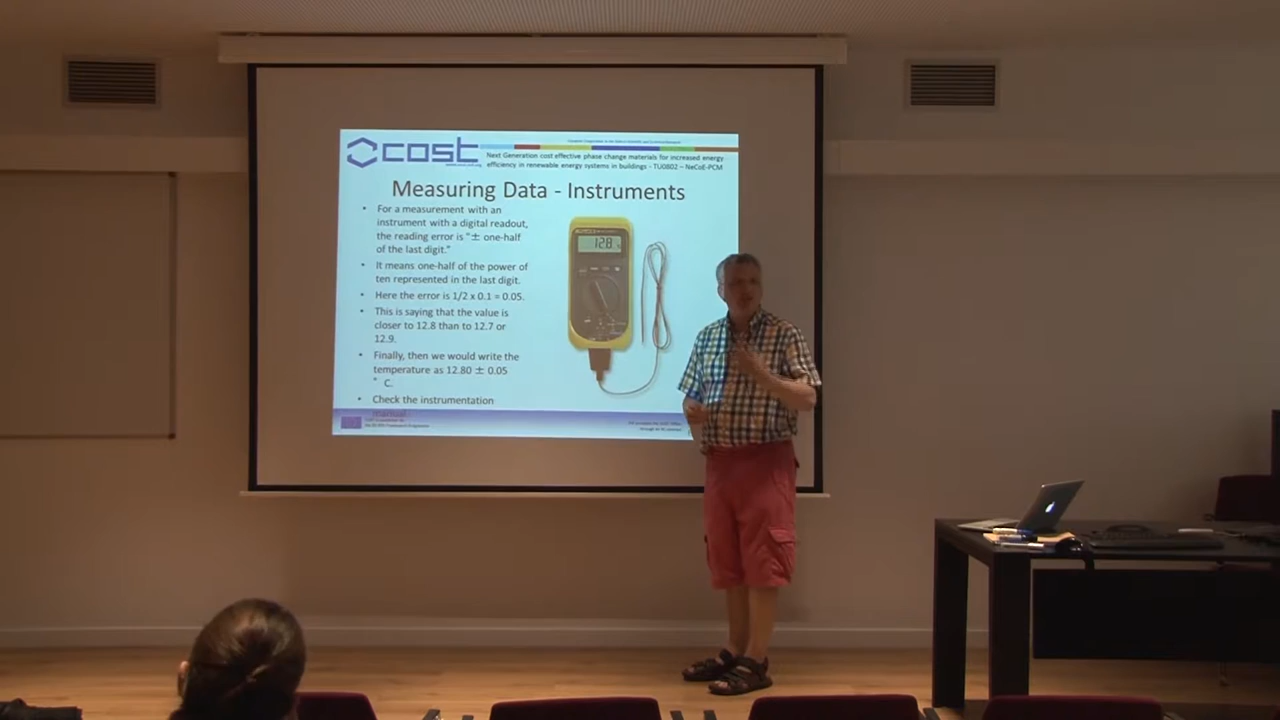 cost
Next Generation cost effective phase change materials for increased energy
efficiency in renewable energy systems in buildings - TU0802 – NeCoE-PCM
Measuring Data - Instruments
• For a measurement with an
instrument with a digital readout,
the reading error is "± one-half
of the last digit."
• It means one-half of the power of
ten represented in the last digit.
• Here the error is 1/2 x 0.1 = 0.05.
• This is saying that the value is
closer to 12.8 than to 12.7 or
12.9.
• Finally, then we would write the
temperature as 12.80 ± 0.05
° C.
• Check the instrumentation
manual
12.8